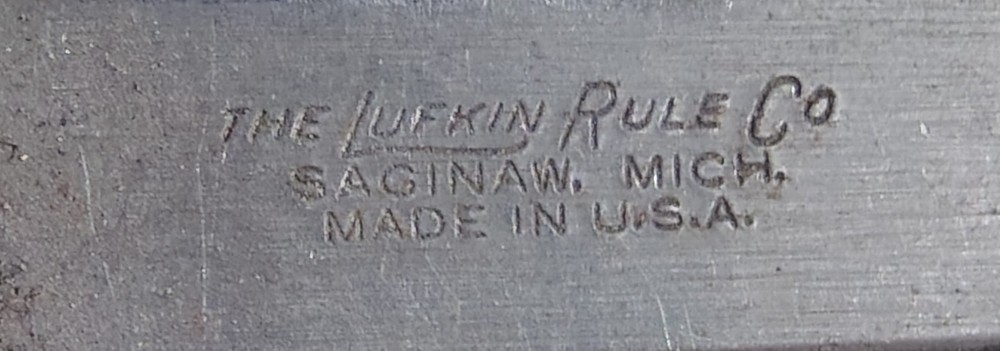 THE LUFKIN RULE CO
SAGINAW. MICH.
MADE IN U.S.A.